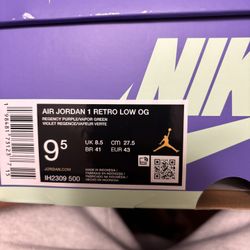 NIKE
AIR JORDAN 1 RETRO LOW OG
REGENCY PURPLE/VAPOR GREEN
VIOLET REGENCE/VAPEUR VERTE
9.5
UK 8.5 CM 27.5
BR 41 EUR 43
JORDAN.COM
IH2309 500
MADE IN INDONESIA